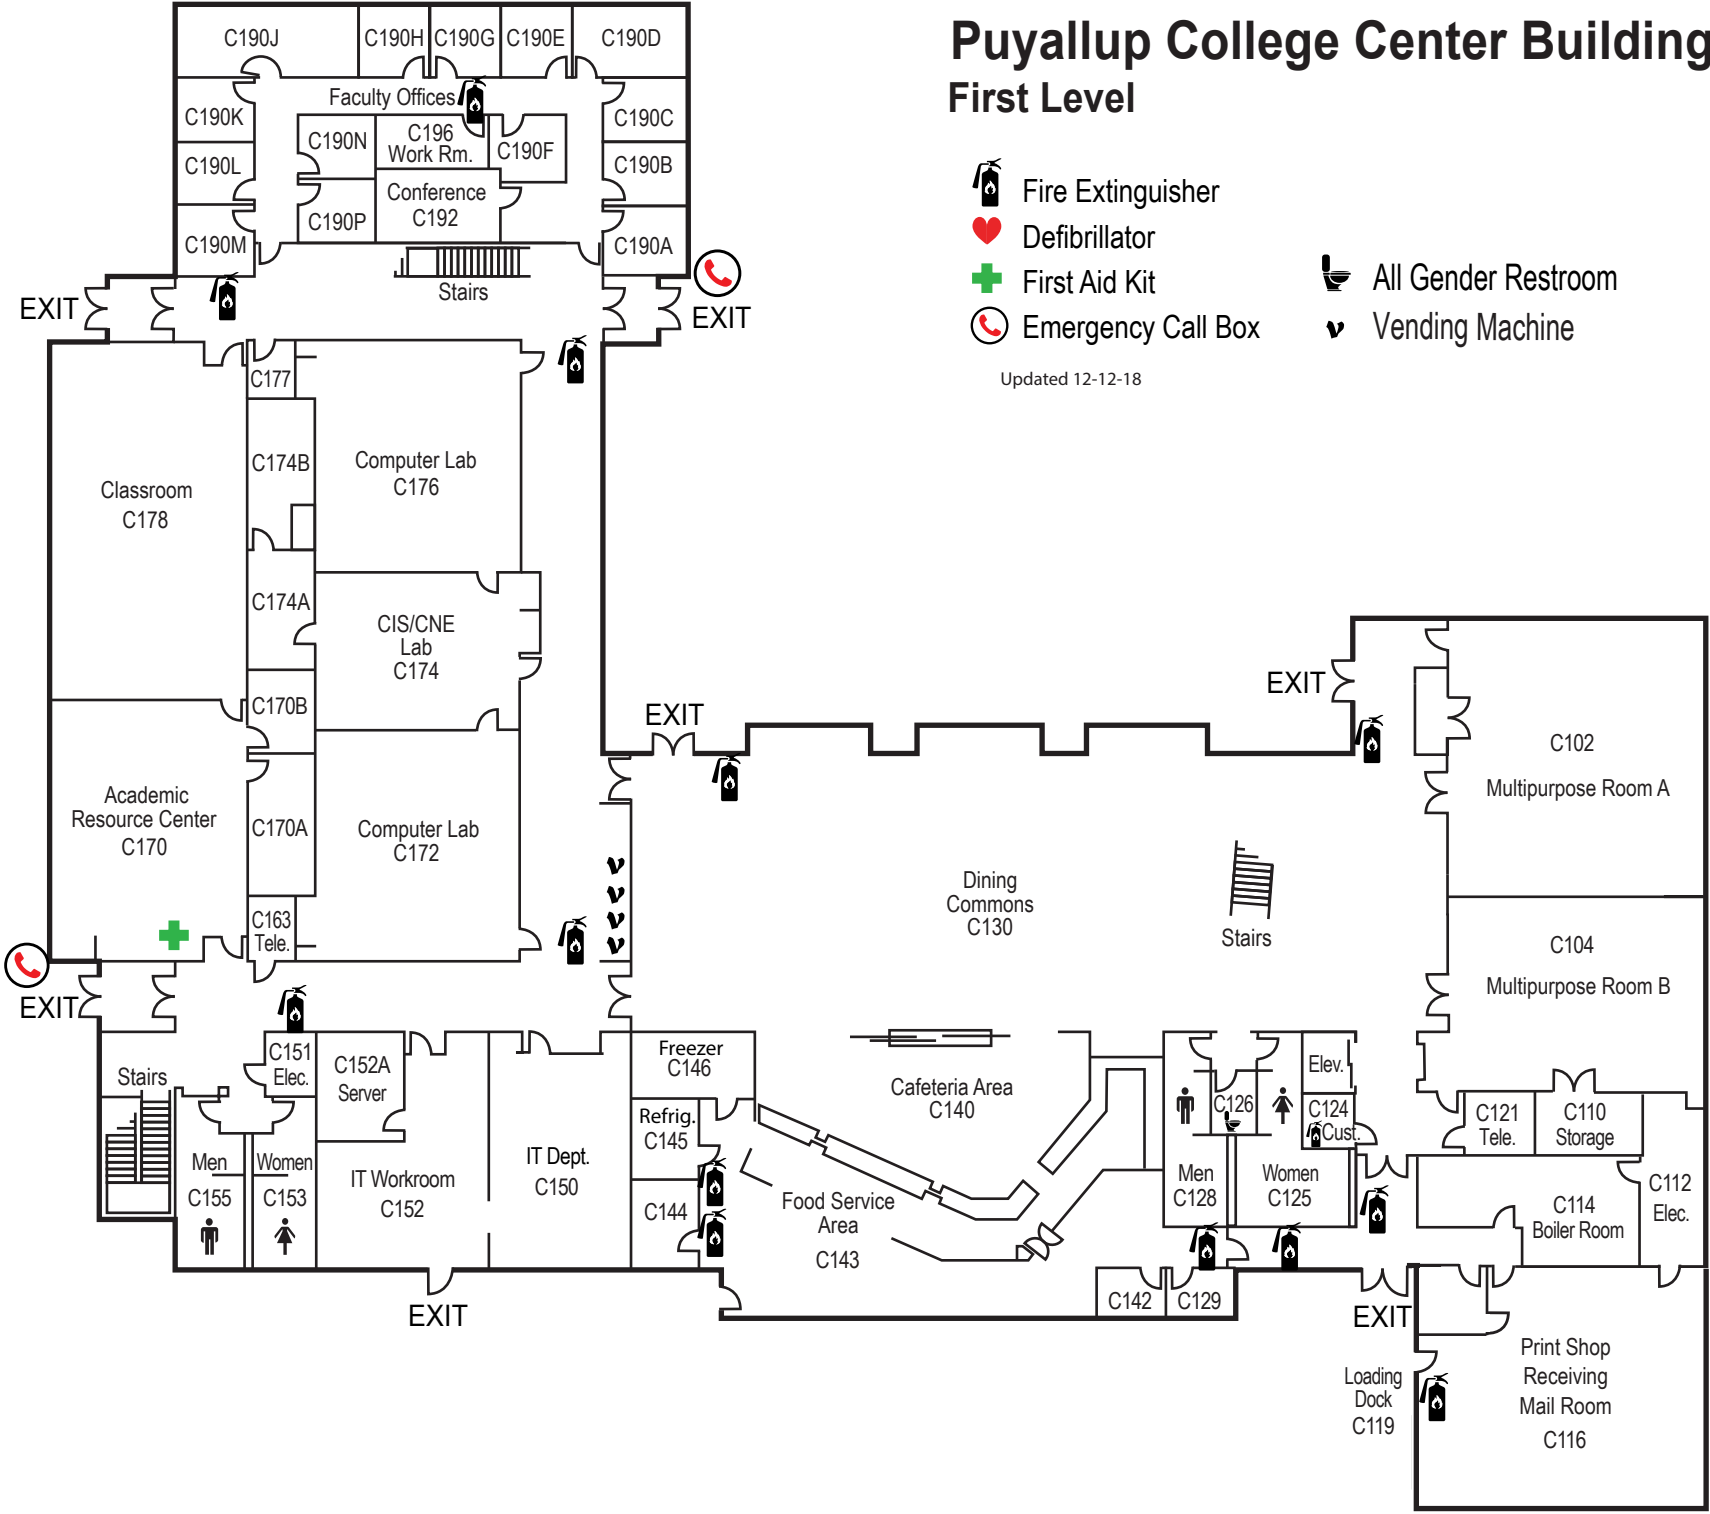 Puyallup College Center Building
First Level
Fire Extinguisher
Defibrillator
First Aid Kit
Emergency Call Box
All Gender Restroom
Vending Machine
Updated 12-12-18
C190J
C190H
C190G
C190E
C190D
Faculty Offices
C190K
C190N
C196
Work Rm.
C190F
C190C
C190L
C190B
Conference
C192
C190P
C190M
C190A
Stairs
EXIT
EXIT
C177
Classroom
C178
C174B
Computer Lab
C176
C174A
CIS/CNE
Lab
C174
C170B
EXIT
EXIT
Academic
Resource Center
C170
C170A
Computer Lab
C172
C163
Tele.
EXIT
Dining
Commons
C130
Stairs
C102
Multipurpose Room A
C104
Multipurpose Room B
Stairs
C151
Elec.
C152A
Server
Freezer
C146
Refrig.
C145
C144
Men
C155
Women
C153
IT Workroom
C152
IT Dept.
C150
EXIT
Cafeteria Area
C140
Food Service
Area
C143
C126
Elev.
C124
Cust.
Men
C128
Women
C125
C142
C129
C121
Tele.
C110
Storage
C114
Boiler Room
C112
Elec.
EXIT
Loading
Dock
C119
Print Shop
Receiving
Mail Room
C116